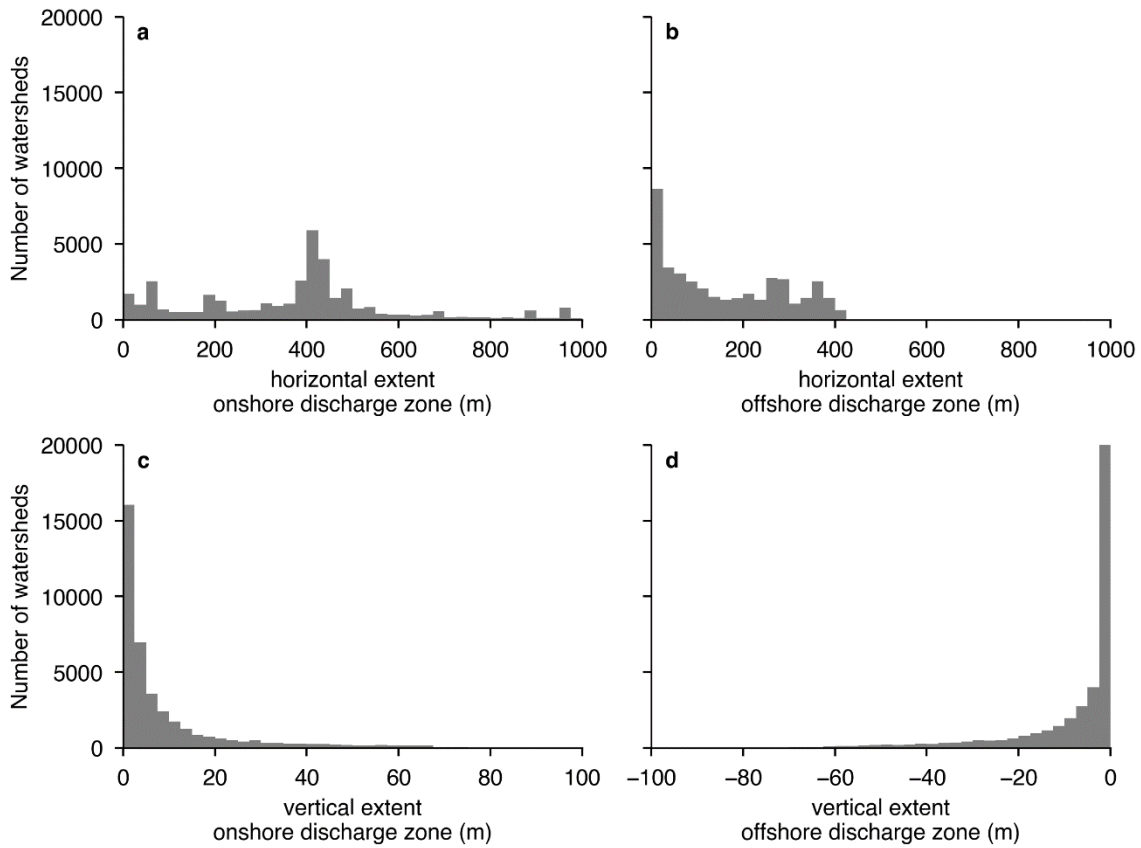 20000
15000
10000
5000
0
Number of watersheds
a
0 200 400 600 800 1000
horizontal extent
onshore discharge zone (m)
b
0 200 400 600 800 1000
horizontal extent
offshore discharge zone (m)
20000
15000
10000
5000
0
Number of watersheds
c
0 20 40 60 80 100
vertical extent
onshore discharge zone (m)
d
−100 −80 −60 −40 −20 0
vertical extent
offshore discharge zone (m)